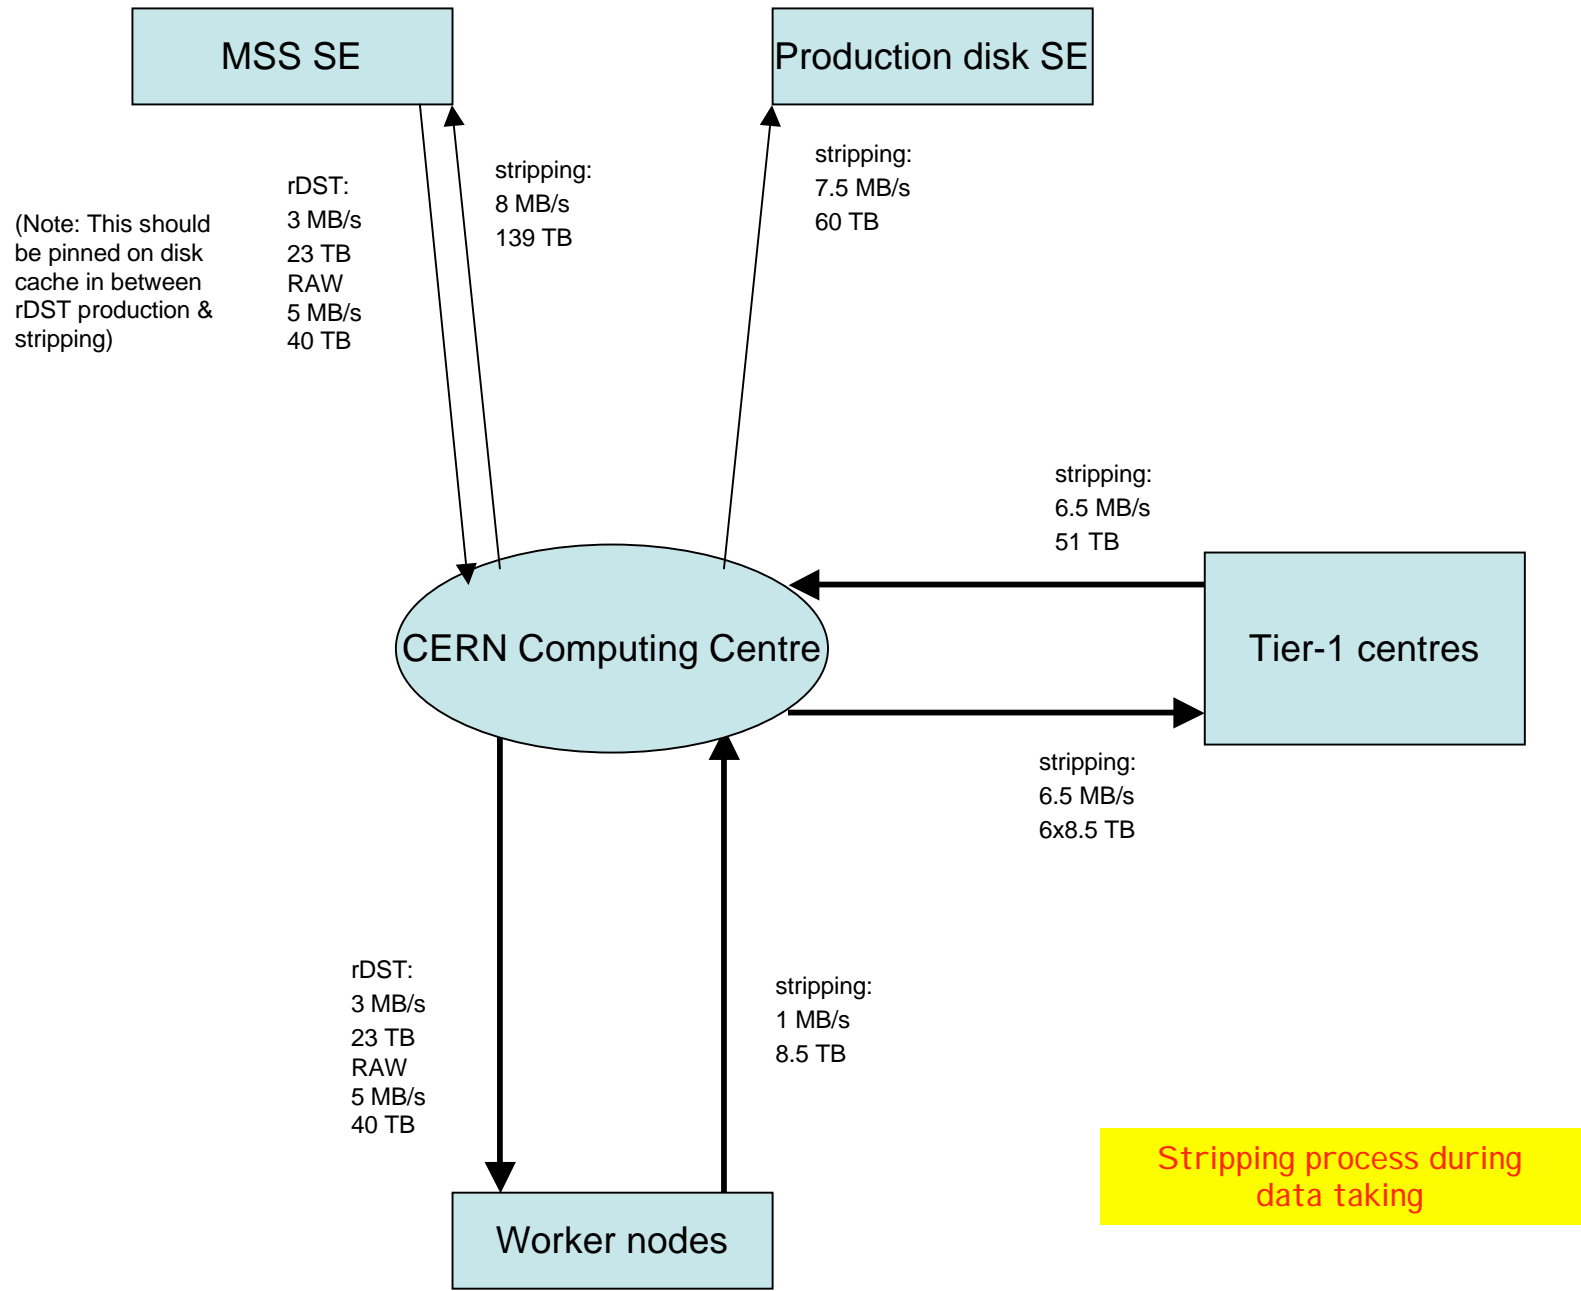 MSS SE
Production disk SE
(Note: This should
be pinned on disk
cache in between
rDST production &
stripping)
rDST:
3 MB/s
23 TB
RAW
5 MB/s
40 TB
stripping:
8 MB/s
139 TB
stripping:
7.5 MB/s
60 TB
stripping:
6.5 MB/s
51 TB
CERN Computing Centre
Tier-1 centres
stripping:
6.5 MB/s
6x8.5 TB
rDST:
3 MB/s
23 TB
RAW
5 MB/s
40 TB
stripping:
1 MB/s
8.5 TB
Stripping process during
data taking
Worker nodes